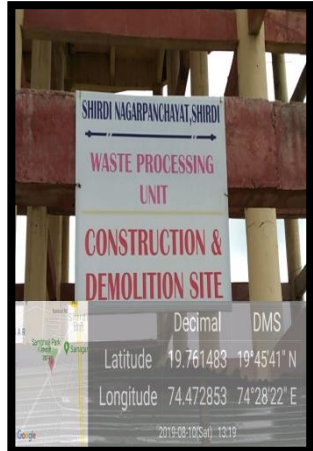 SHIRDI NAGARPANCHAYAT,SHIRDI
WASTE PROCESSING
UNIT
CONSTRUCTION &
DEMOLITION SITE
Decimal DMS
Latitude 19.761483 19°45'41" N
Longitude 74.472853 74°28'22" E
2019-08-10(Sat) 13:19
Google